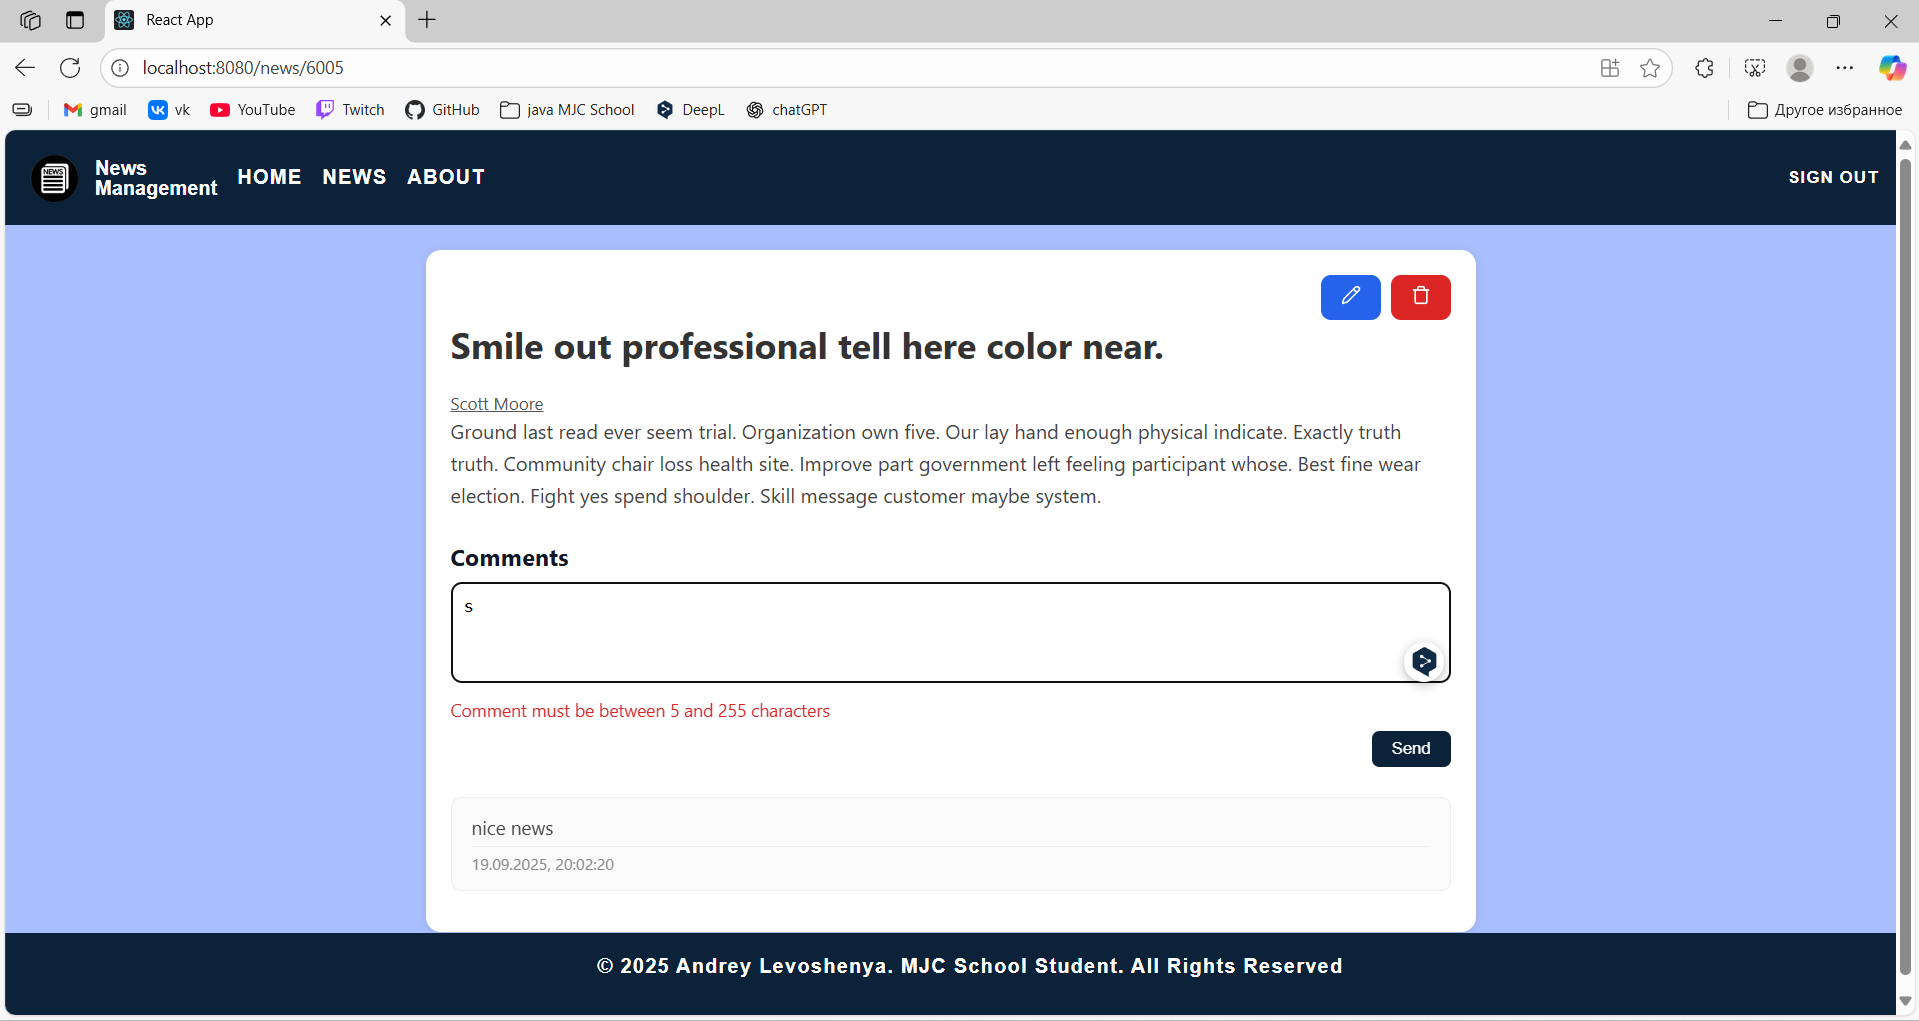 React App
localhost:8080/news/6005
gmail
vk
YouTube
Twitch
GitHub
java MJC School
DeepL
chatGPT
Другое избранное
NEWS
News
Management
HOME
NEWS
ABOUT
SIGN OUT
Smile out professional tell here color near.
Scott Moore
Ground last read ever seem trial. Organization own five. Our lay hand enough physical indicate. Exactly truth
truth. Community chair loss health site. Improve part government left feeling participant whose. Best fine wear
election. Fight yes spend shoulder. Skill message customer maybe system.
Comments
s
Comment must be between 5 and 255 characters
Send
nice news
19.09.2025, 20:02:20
© 2025 Andrey Levoshenya. MJC School Student. All Rights Reserved